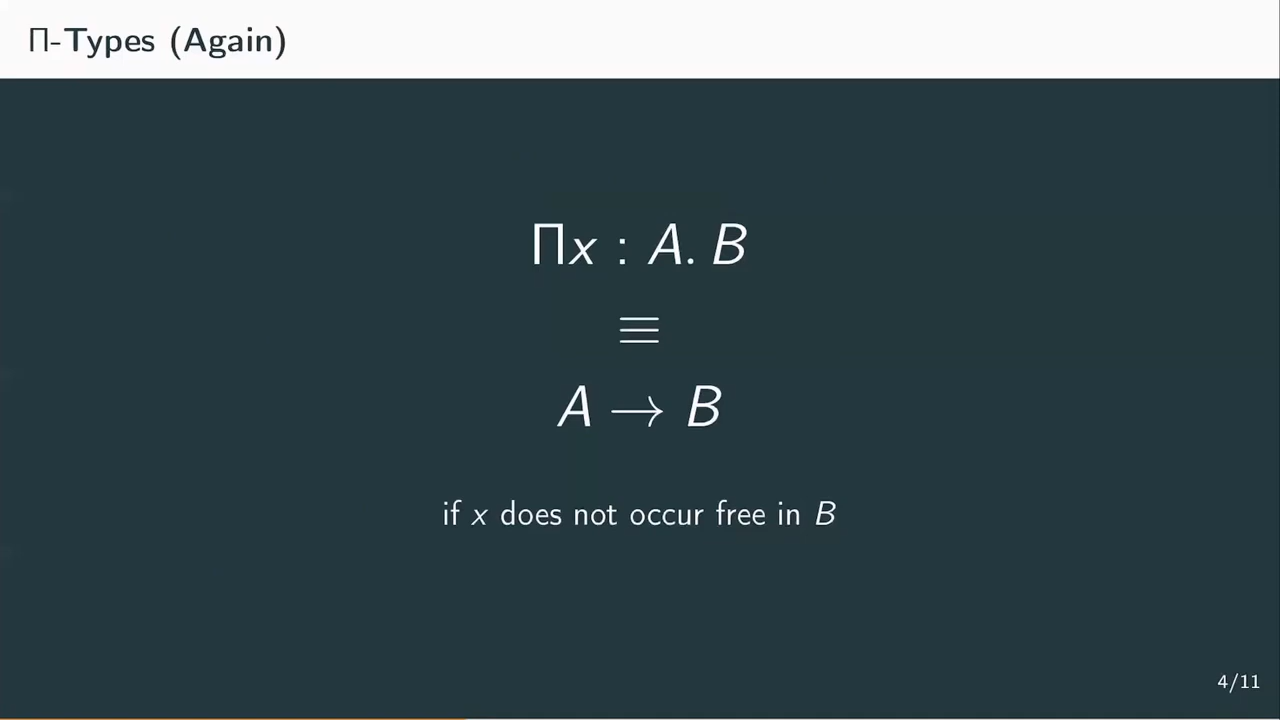 Π-Types (Again)
Πx : A. B
≡
A → B
if x does not occur free in B
4/11